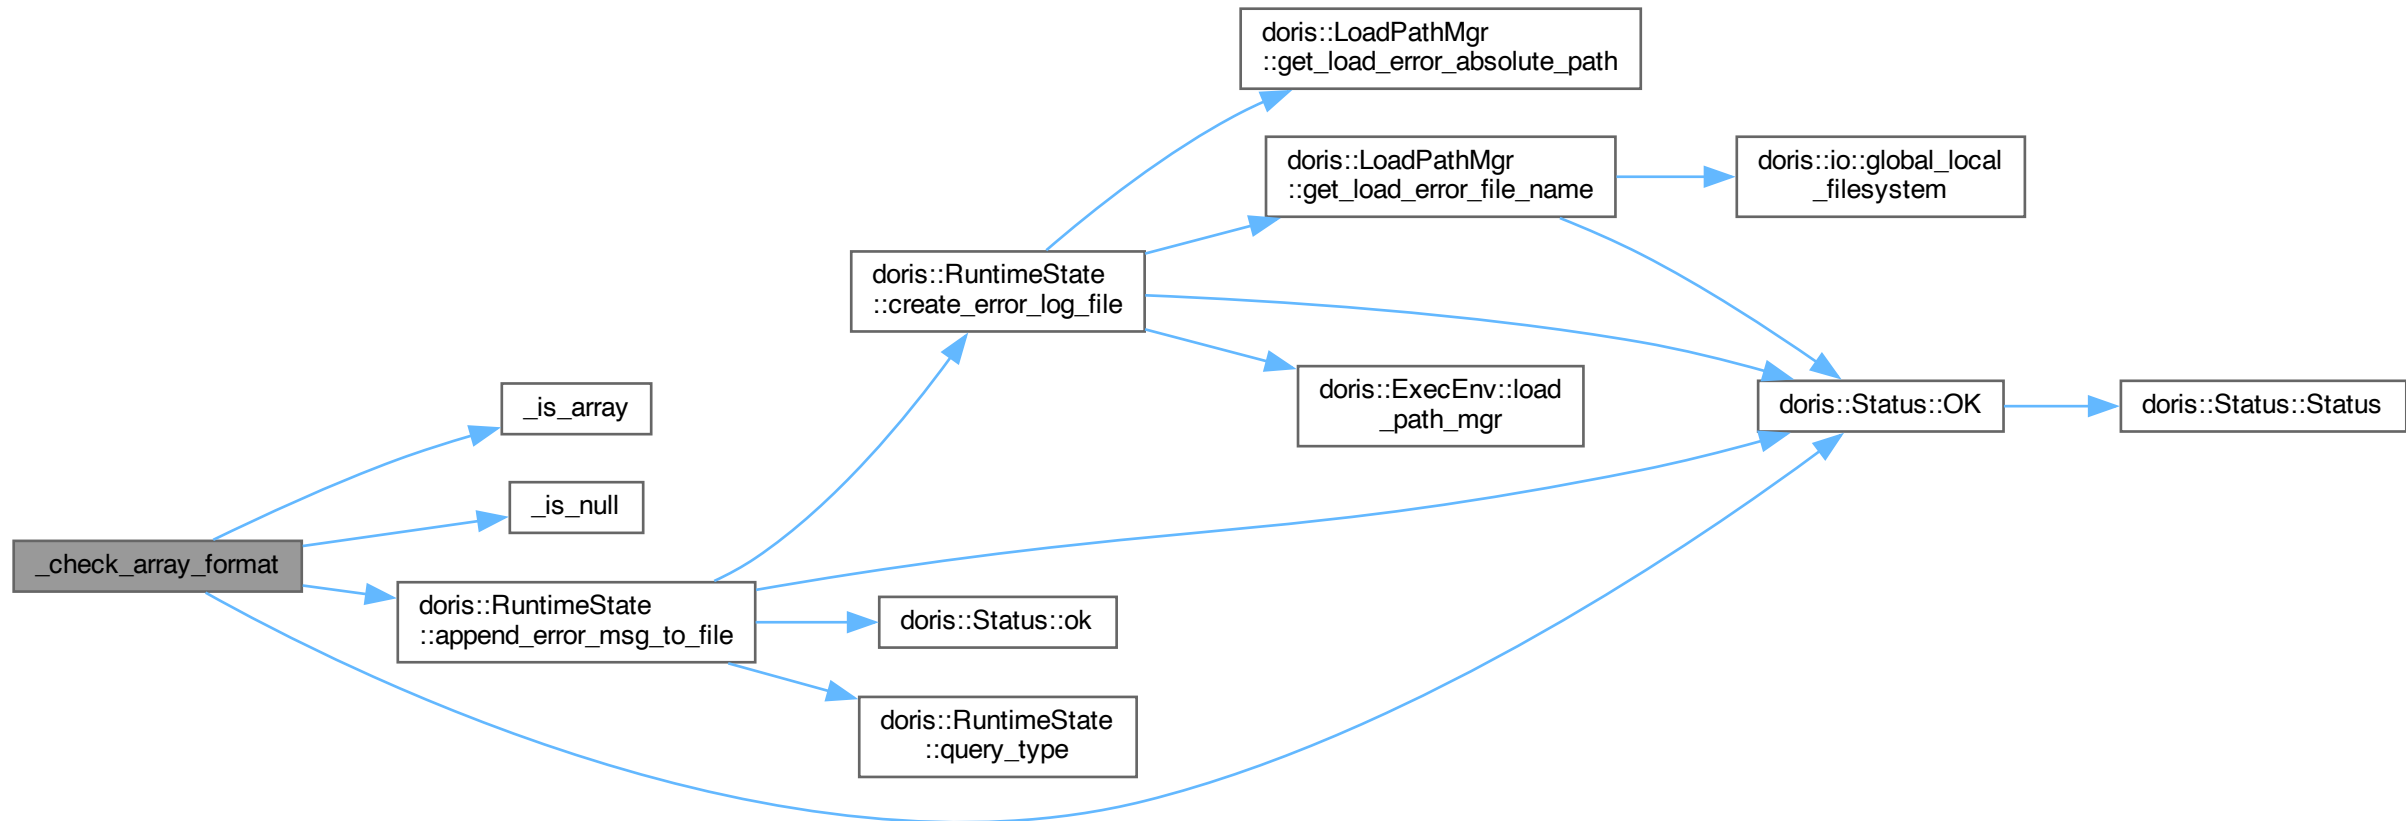 doris::LoadPathMgr
::get_load_error_absolute_path
doris::LoadPathMgr
::get_load_error_file_name
doris::io::global_local
_filesystem
doris::RuntimeState
::create_error_log_file
doris::ExecEnv::load
_path_mgr
doris::Status::OK
doris::Status::Status
_is_array
_is_null
_check_array_format
doris::RuntimeState
::append_error_msg_to_file
doris::Status::ok
doris::RuntimeState
::query_type